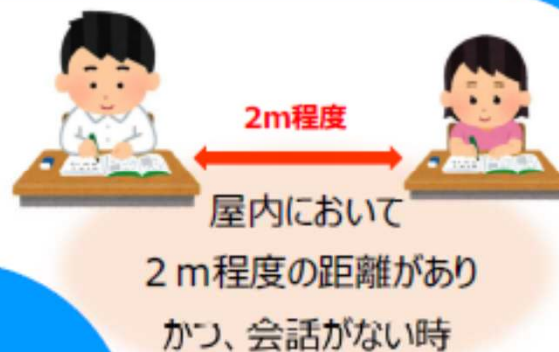 2m程度
屋内において
２ｍ程度の距離があり
かつ、会話がない時